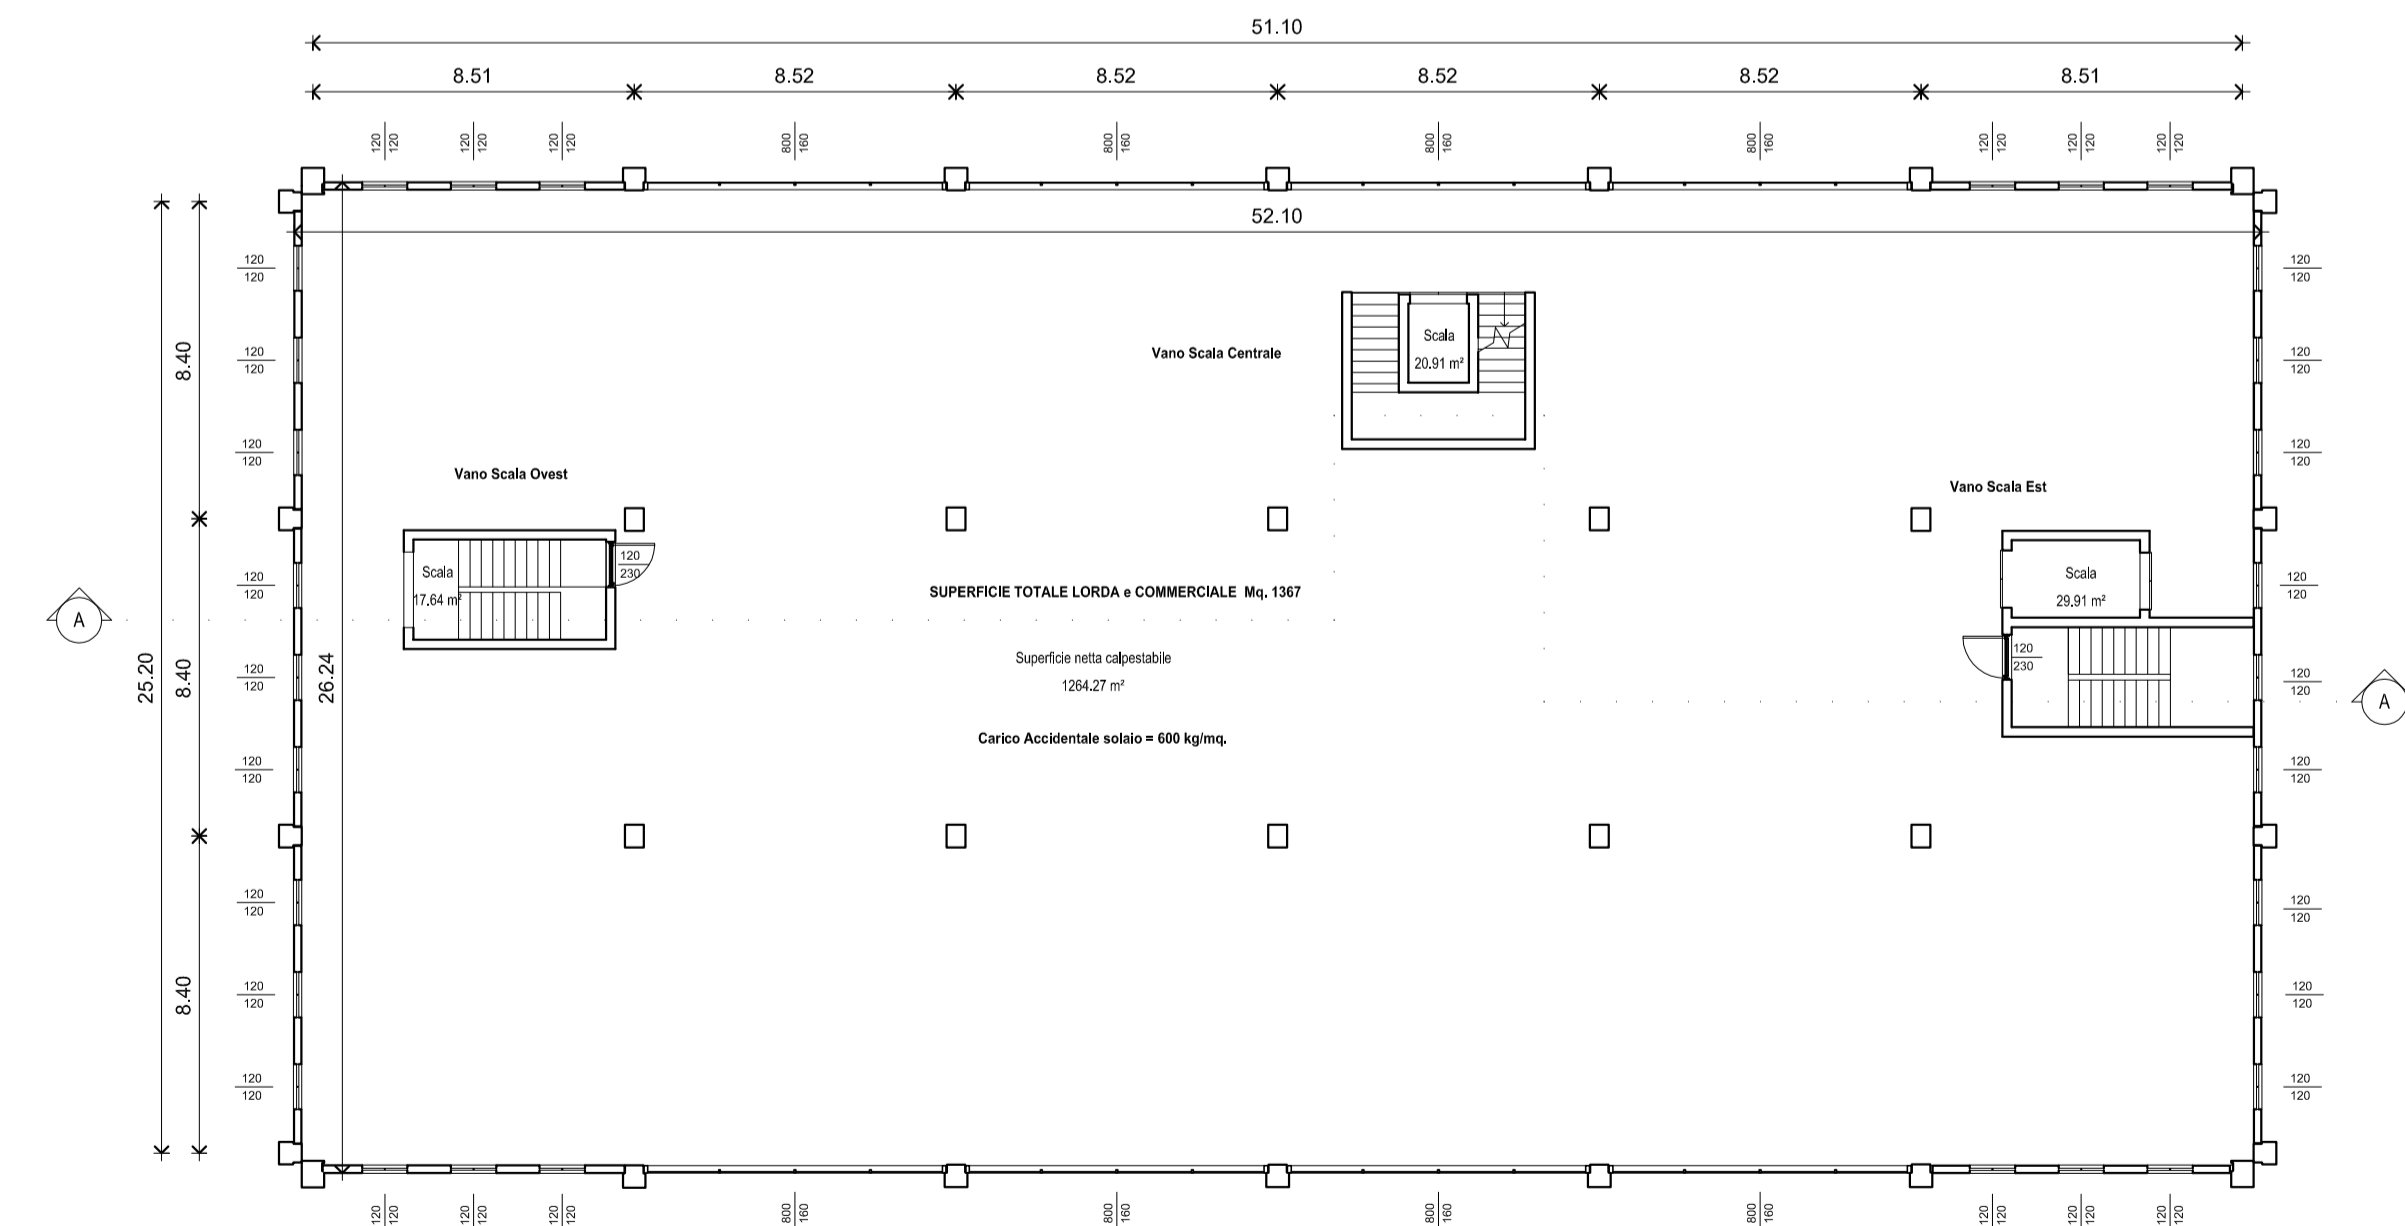 51.10
8.51 8.52 8.52 8.52 8.52 8.51
120 120 120 120 120 120 800 160 800 160 800 160 800 160 120 120 120 120 120 120
52.10
120 120
120 120
120 120
120 120
120 120
120 120
120 120
120 120
120 120
8.40
8.40
8.40
25.20
26.24
Scala
20.91 m²
Vano Scala Centrale
Vano Scala Ovest
Vano Scala Est
Scala
17.64 m²
120
230
Scala
29.91 m²
120
230
SUPERFICIE TOTALE LORDA e COMMERCIALE Mq. 1367
Superficie netta calpestabile
1264.27 m²
Carico Accidentale solaio = 600 kg/mq.
A
A
120 120
120 120
120 120
120 120
120 120
120 120
120 120
120 120
120 120
120 120 120 120 120 120 800 160 800 160 800 160 800 160 120 120 120 120 120 120